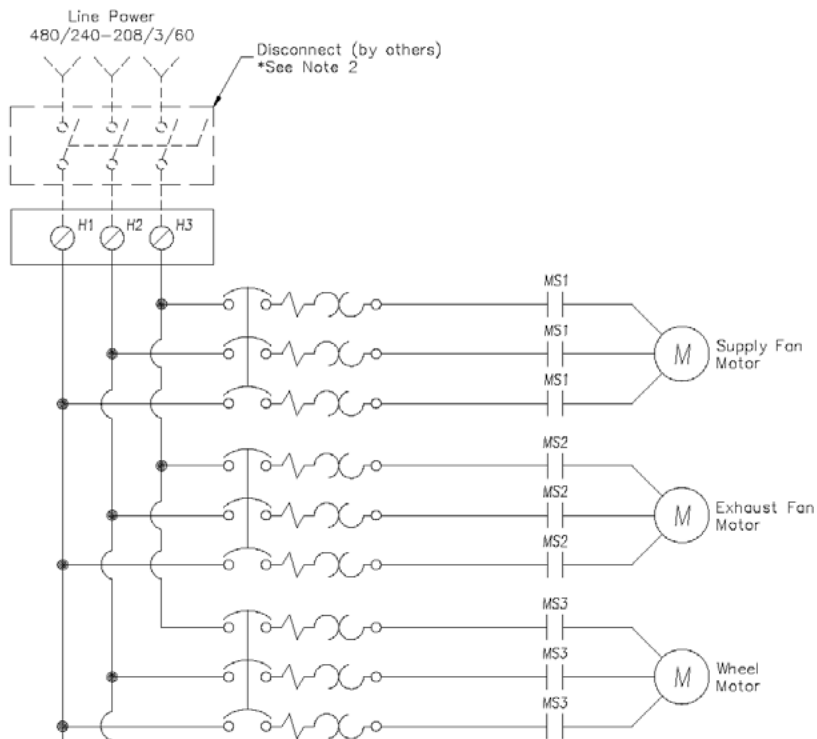 Line Power
480/240-208/3/60
Disconnect (by others)
*See Note 2
H1 H2 H3
MS1
MS1
MS1
M
Supply Fan
Motor
MS2
MS2
MS2
M
Exhaust Fan
Motor
MS3
MS3
MS3
M
Wheel
Motor